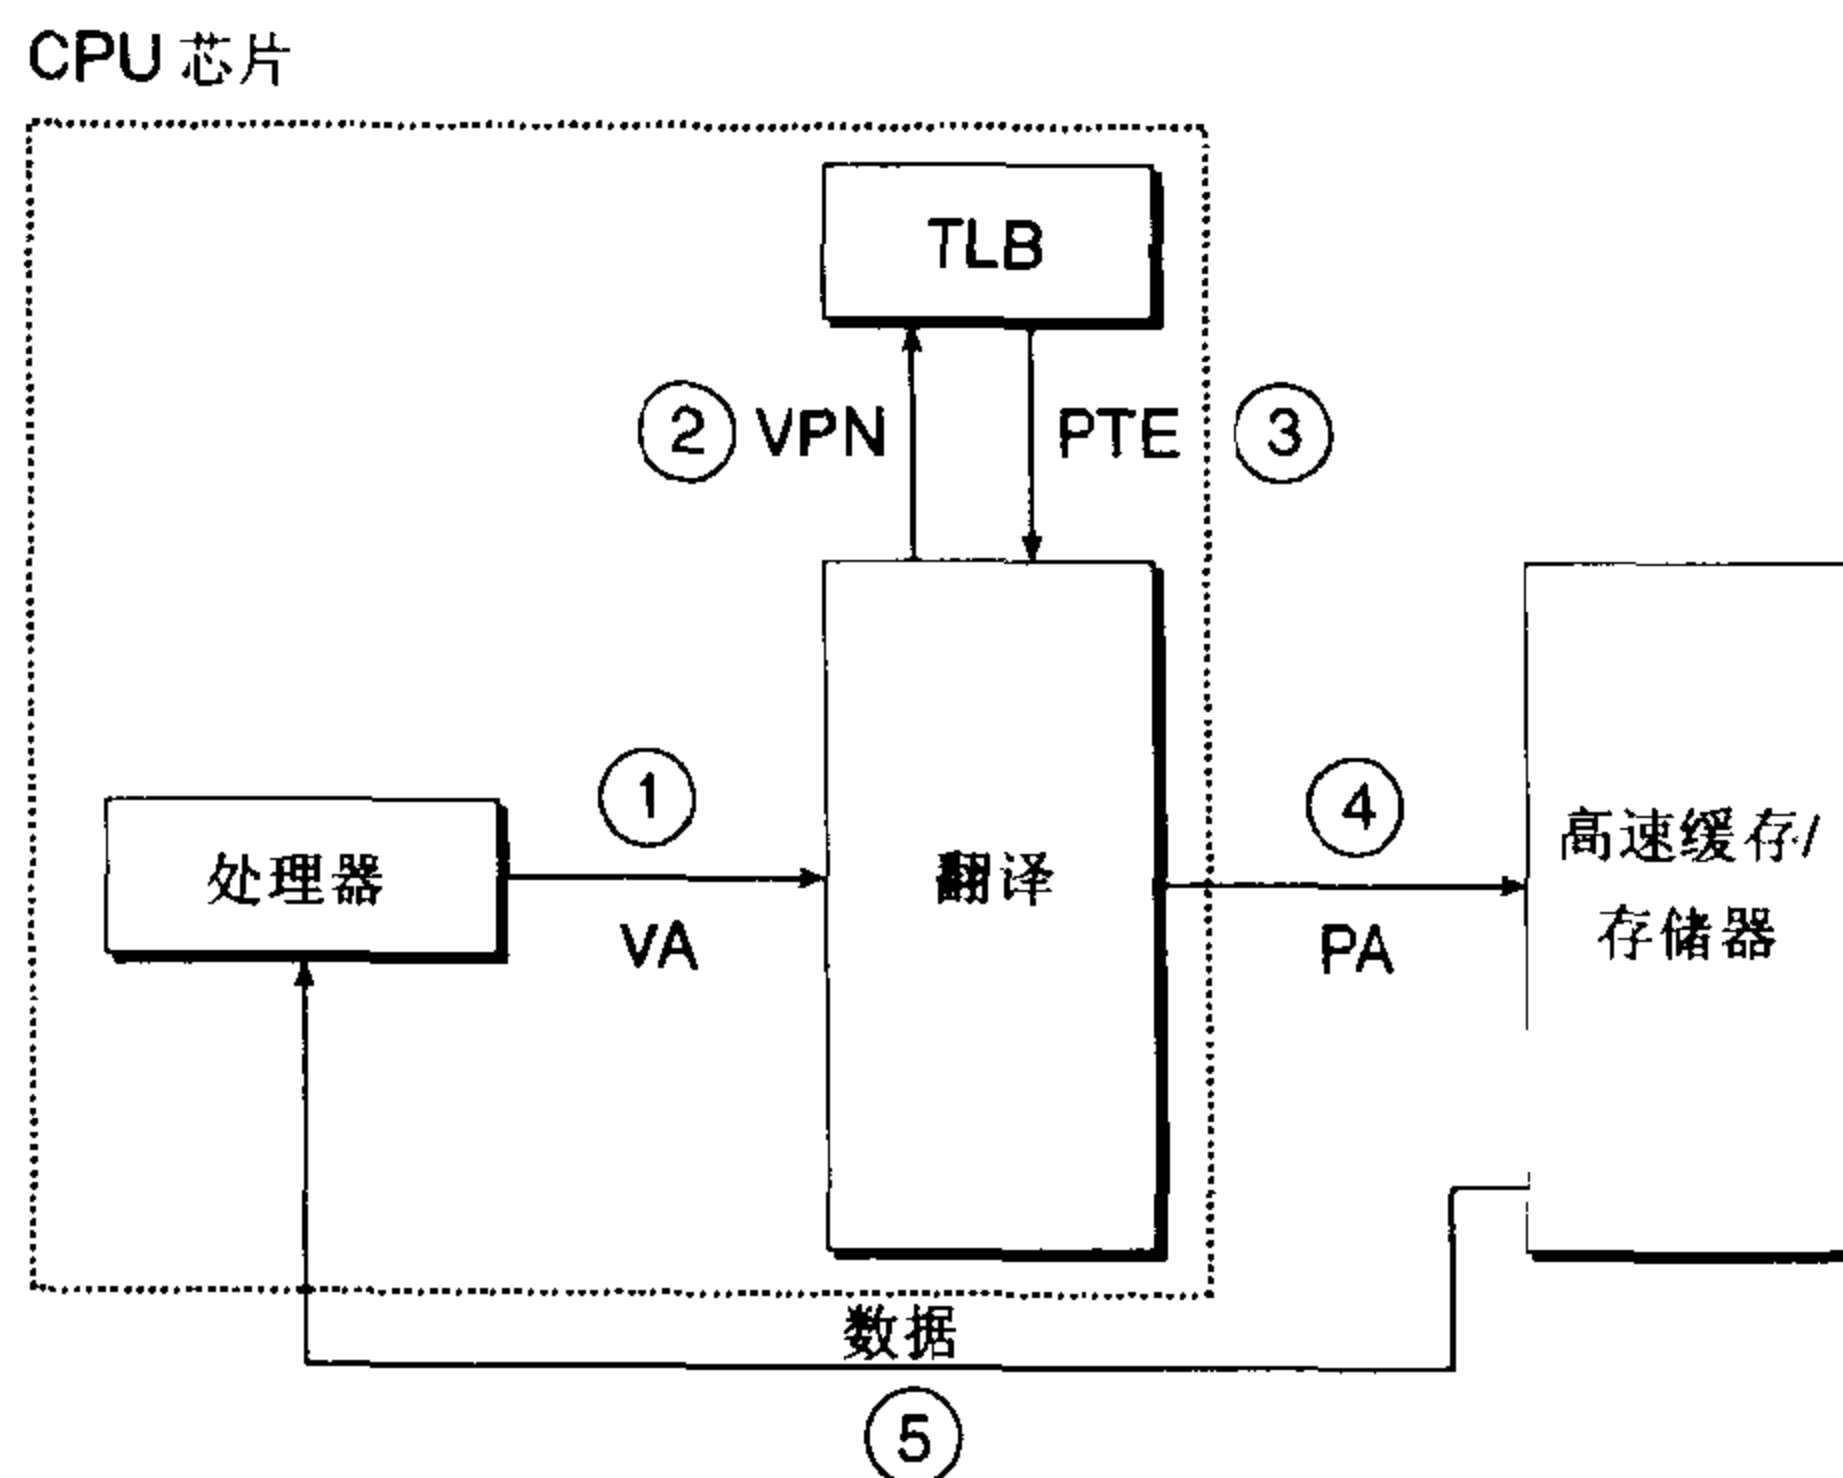 CPU 芯片
TLB
② VPN
PTE ③
①
处理器
VA
翻译
④
PA
高速缓存/
存储器
数据
⑤